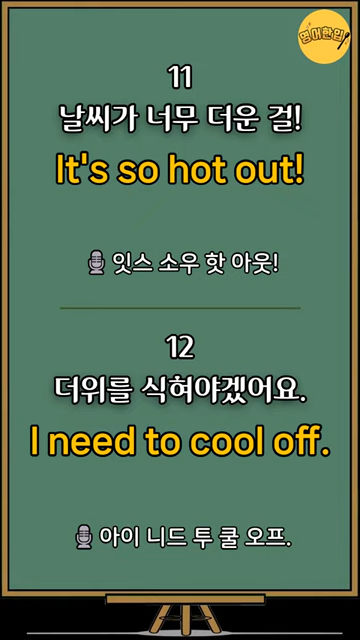 영어한입
11
날씨가 너무 더운 걸!
It's so hot out!
잇스 소우 핫 아웃!
12
더위를 식혀야겠어요.
I need to cool off.
아이 니드 투 쿨 오프.